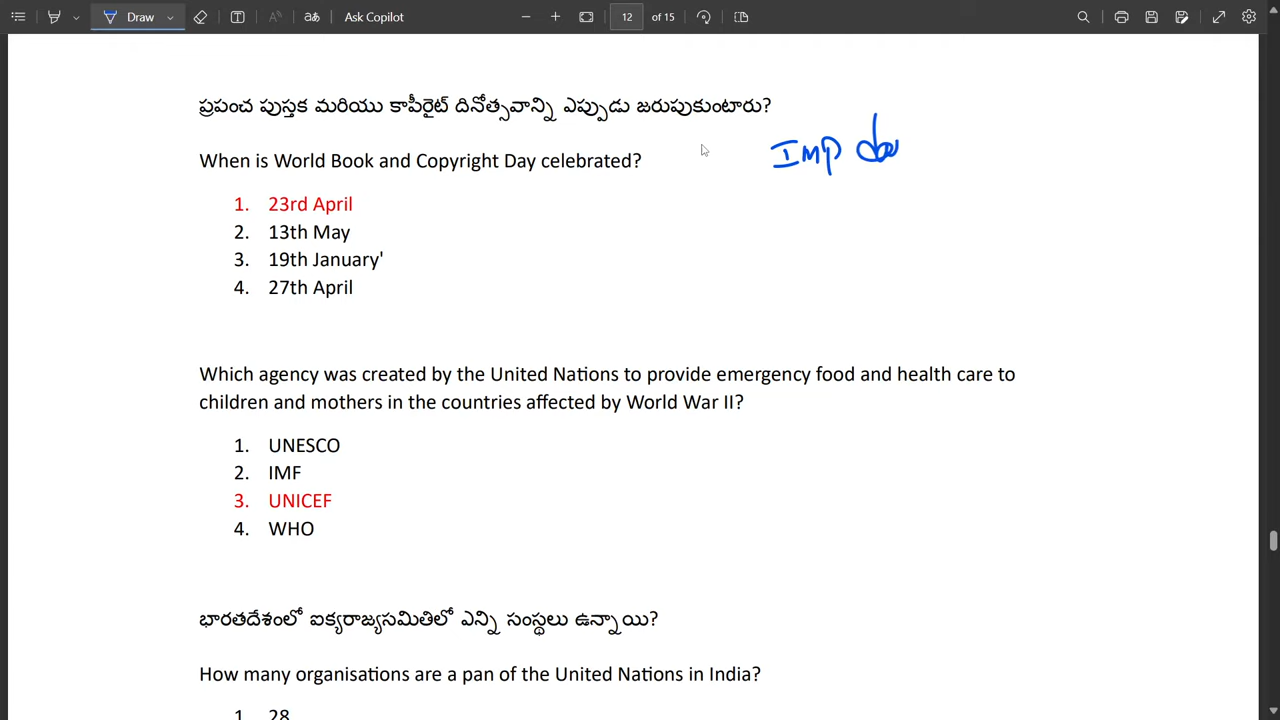 Draw
Ask Copilot
12 of 15
ప్రపంచ పుస్తక మరియు కాపీరైట్ దినోత్సవాన్ని ఎప్పుడు జరుపుకుంటారు?
When is World Book and Copyright Day celebrated?
Imp
1. 23rd April
2. 13th May
3. 19th January'
4. 27th April
Which agency was created by the United Nations to provide emergency food and health care to
children and mothers in the countries affected by World War II?
1. UNESCO
2. IMF
3. UNICEF
4. WHO
భారతదేశంలో ఐక్యరాజ్యసమితిలో ఎన్ని సంస్థలు ఉన్నాయి?
How many organisations are a pan of the United Nations in India?
1. 28